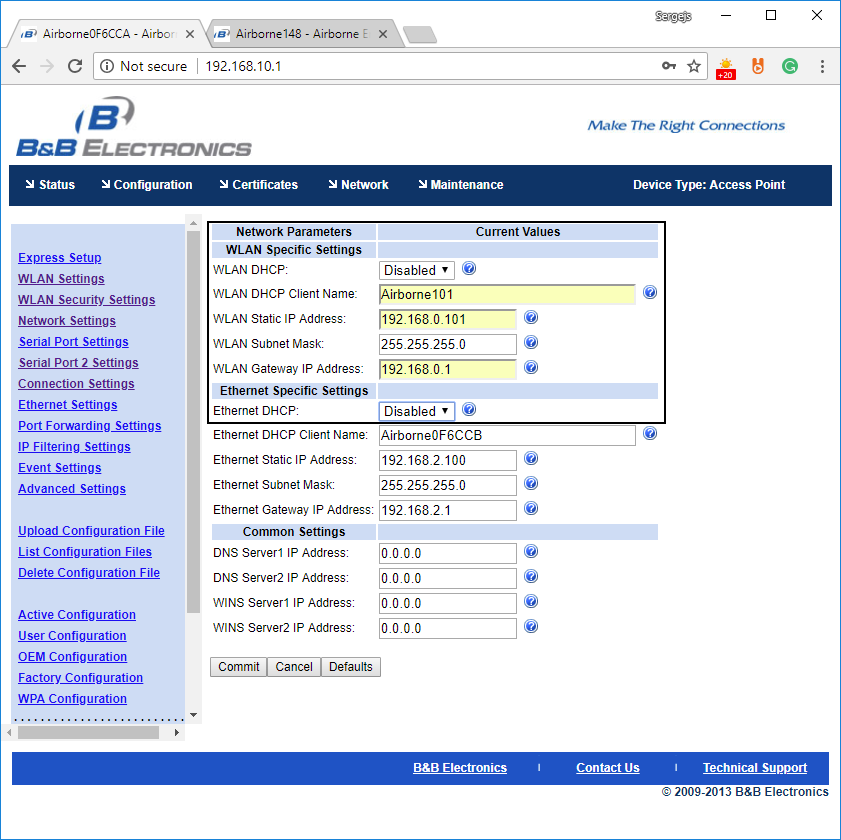 Sergejs
Airborne0F6CCA - Airbor
Airborne148 - Airborne E
Not secure 192.168.10.1
+20
B
B&B ELECTRONICS
Make The Right Connections
Status Configuration Certificates Network Maintenance Device Type: Access Point
Express Setup
WLAN Settings
WLAN Security Settings
Network Settings
Serial Port Settings
Serial Port 2 Settings
Connection Settings
Ethernet Settings
Port Forwarding Settings
IP Filtering Settings
Event Settings
Advanced Settings
Upload Configuration File
List Configuration Files
Delete Configuration File
Active Configuration
User Configuration
OEM Configuration
Factory Configuration
WPA Configuration
Network Parameters Current Values
WLAN Specific Settings
WLAN DHCP: Disabled
WLAN DHCP Client Name: Airborne101
WLAN Static IP Address: 192.168.0.101
WLAN Subnet Mask: 255.255.255.0
WLAN Gateway IP Address: 192.168.0.1
Ethernet Specific Settings
Ethernet DHCP: Disabled
Ethernet DHCP Client Name: Airborne0F6CCB
Ethernet Static IP Address: 192.168.2.100
Ethernet Subnet Mask: 255.255.255.0
Ethernet Gateway IP Address: 192.168.2.1
Common Settings
DNS Server1 IP Address: 0.0.0.0
DNS Server2 IP Address: 0.0.0.0
WINS Server1 IP Address: 0.0.0.0
WINS Server2 IP Address: 0.0.0.0
Commit Cancel Defaults
B&B Electronics | Contact Us | Technical Support
© 2009-2013 B&B Electronics